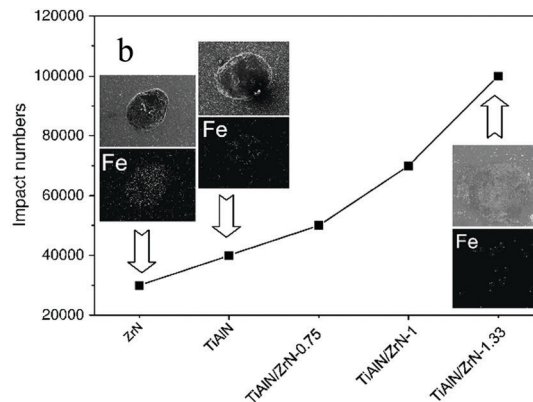 b
120000
100000
80000
60000
40000
20000
Impact numbers
Fe
Fe
Fe
ZrN
TiAlN
TiAlN/ZrN-0.75
TiAlN/ZrN-1
TiAlN/ZrN-1.33